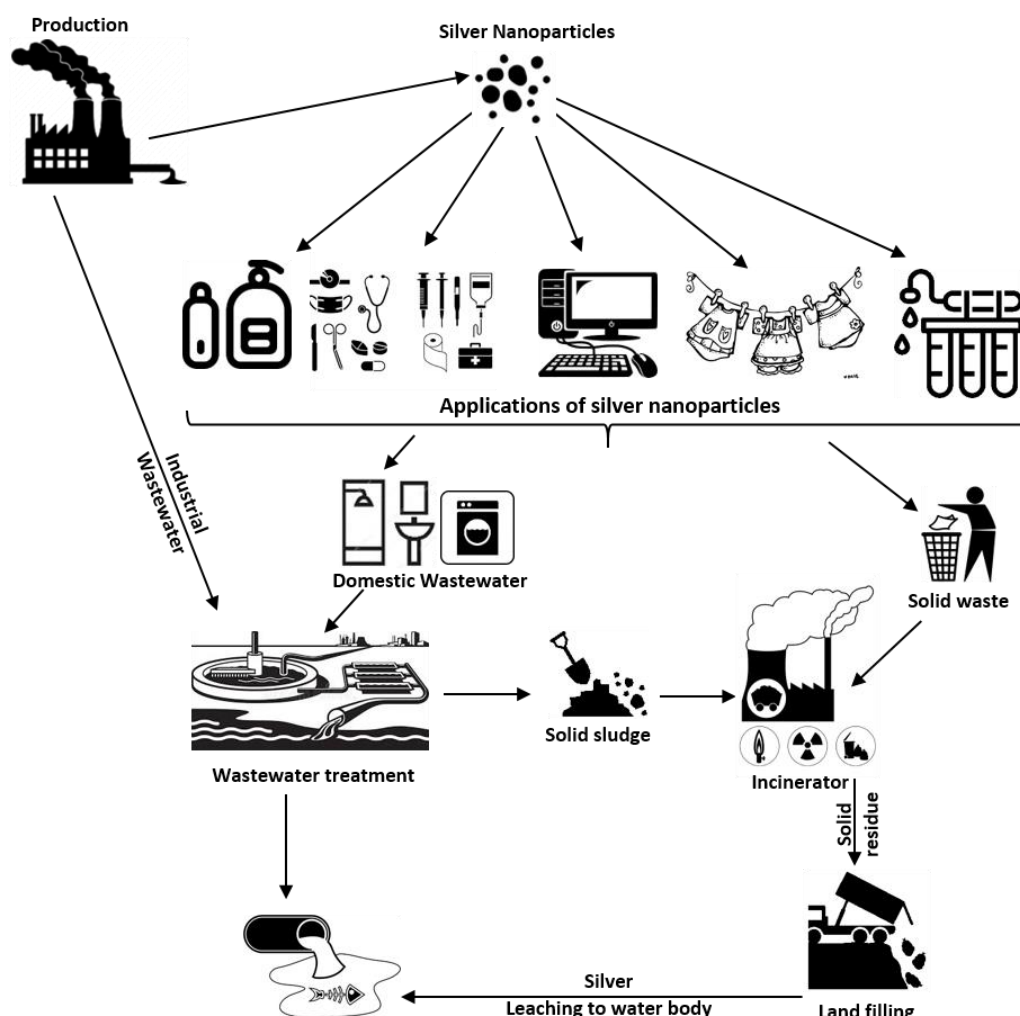 Production
Silver Nanoparticles
Applications of silver nanoparticles
Industrial
Wastewater
Domestic Wastewater
Solid waste
Solid sludge
Wastewater treatment
Incinerator
Solid
residue
Silver
Leaching to water body
Land filling